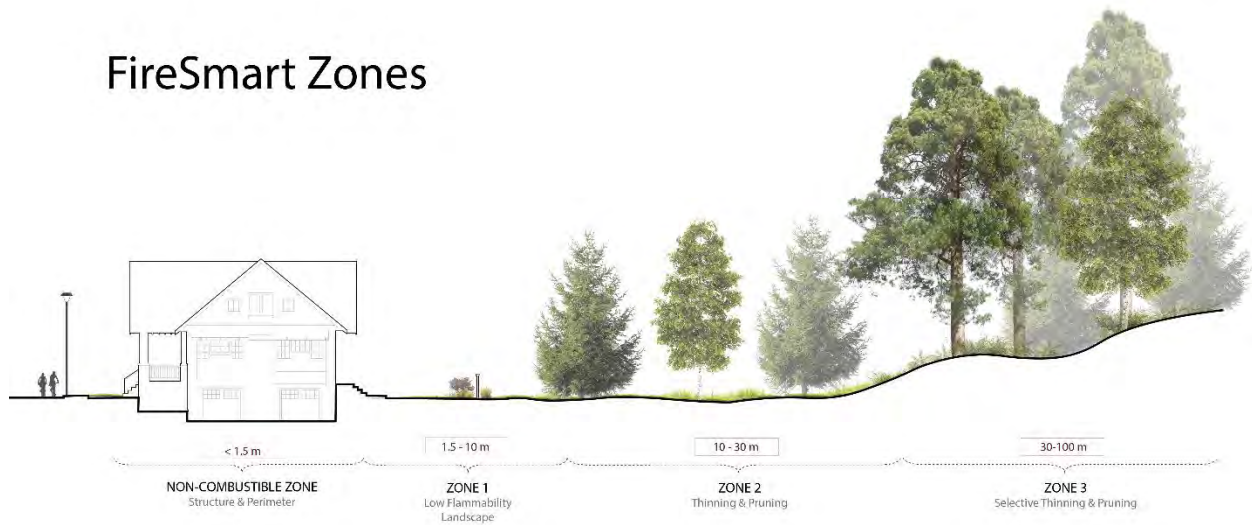 FireSmart Zones
< 1.5 m
1.5 - 10 m
10 - 30 m
30-100 m
NON-COMBUSTIBLE ZONE
Structure & Perimeter
ZONE 1
Low Flammability
Landscape
ZONE 2
Thinning & Pruning
ZONE 3
Selective Thinning & Pruning